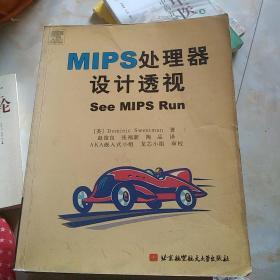 MIPS处理器
设计透视
See MIPS Run
[英] Dominic Sweetman 著
赵俊良 张福新 陶品 译
AKA嵌入式小组 龙芯小组 审校
北京航空航天大学出版社
论